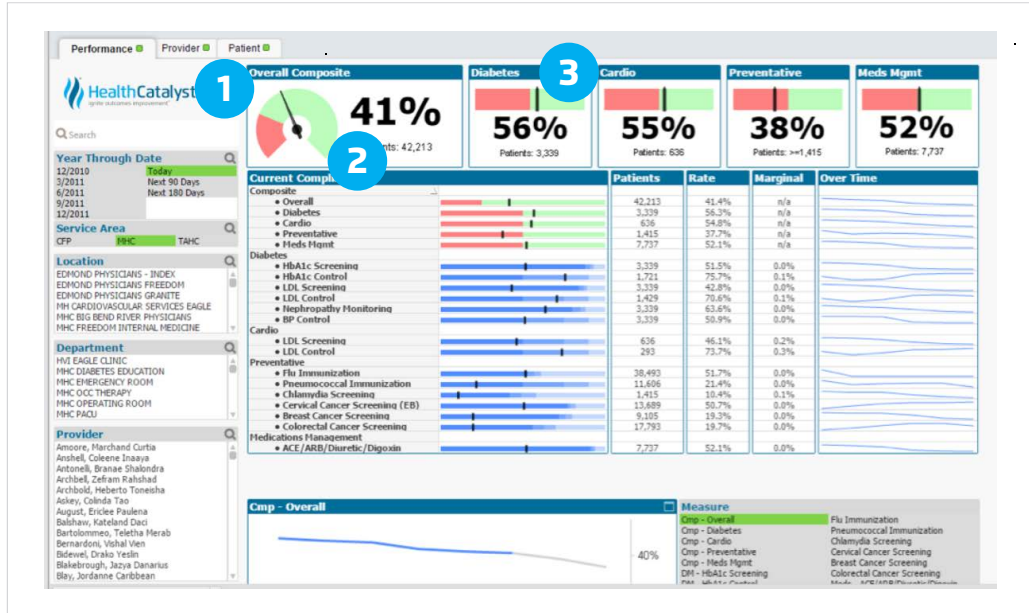 Performance Provider Patient
1
HealthCatalyst
ignite outcomes improvement
Search
Year Through Date
12/2010 Today
3/2011 Next 90 Days
6/2011 Next 180 Days
9/2011
12/2011
Service Area
CFP MHC TAHC
Location
EDMOND PHYSICIANS - INDEX
EDMOND PHYSICIANS FREEDOM
EDMOND PHYSICIANS GRANITE
MH CARDIOVASCULAR SERVICES EAGLE
MHC BIG BEND RIVER PHYSICIANS
MHC FREEDOM INTERNAL MEDICINE
Department
HVI EAGLE CLINIC
MHC DIABETES EDUCATION
MHC EMERGENCY ROOM
MHC OCC THERAPY
MHC OPERATING ROOM
MHC PACU
Provider
Amoore, Marchand Curtia
Anshell, Coleene Inaaya
Antonelli, Branae Shalondra
Archbell, Zefram Rahshad
Archbold, Heberto Toneisha
Askey, Colinda Tao
August, Ericlee Paulena
Balshaw, Kateland Daci
Bartolommeo, Teletha Merab
Bernardoni, Vishal Vien
Bidewel, Drako Yeslin
Blakebrough, Jazya Danarius
Blay, Jordanne Caribbean
Overall Composite
41%
nts: 42,213
2
Diabetes
3
56%
Patients: 3,339
Cardio
55%
Patients: 636
Preventative
38%
Patients: >=1,415
Meds Mgmt
52%
Patients: 7,737
Current Compl Patients Rate Marginal Over Time
Composite
• Overall 42,213 41.4% n/a
• Diabetes 3,339 56.3% n/a
• Cardio 636 54.8% n/a
• Preventative 1,415 37.7% n/a
• Meds Mgmt 7,737 52.1% n/a
Diabetes
• HbA1c Screening 3,339 51.5% 0.0%
• HbA1c Control 1,721 75.7% 0.1%
• LDL Screening 3,339 42.8% 0.0%
• LDL Control 1,429 70.6% 0.1%
• Nephropathy Monitoring 3,339 63.6% 0.0%
• BP Control 3,339 50.9% 0.0%
Cardio
• LDL Screening 636 46.1% 0.2%
• LDL Control 293 73.7% 0.3%
Preventative
• Flu Immunization 38,493 51.7% 0.0%
• Pneumococcal Immunization 11,606 21.4% 0.0%
• Chlamydia Screening 1,415 10.4% 0.1%
• Cervical Cancer Screening (EB) 13,689 50.7% 0.0%
• Breast Cancer Screening 9,105 19.3% 0.0%
• Colorectal Cancer Screening 17,793 19.7% 0.0%
Medications Management
• ACE/ARB/Diuretic/Digoxin 7,737 52.1% 0.0%
Cmp - Overall
40%
Measure
Cmp - Overall Flu Immunization
Cmp - Diabetes Pneumococcal Immunization
Cmp - Cardio Chlamydia Screening
Cmp - Preventative Cervical Cancer Screening
Cmp - Meds Mgmt Breast Cancer Screening
DM - HbA1c Screening Colorectal Cancer Screening
DM - HbA1c Control Meds - ACE/ARB/Diuretic/Digoxin